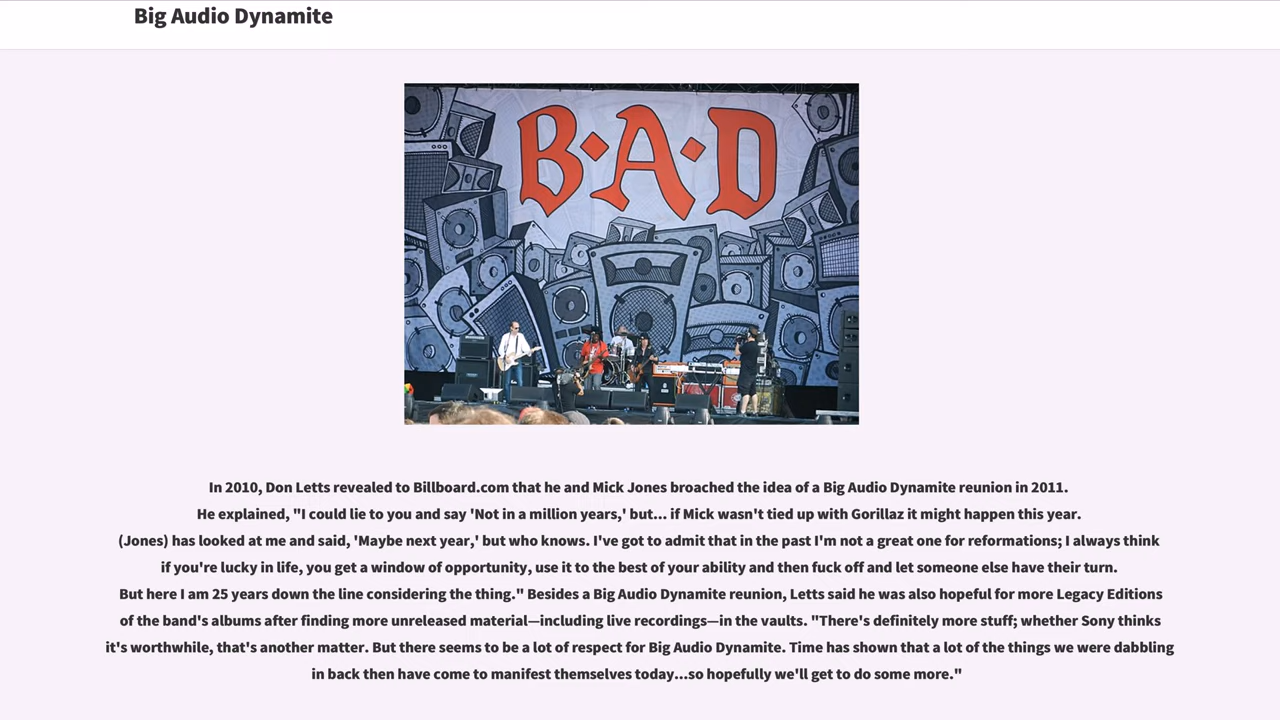 Big Audio Dynamite
B·A·D
In 2010, Don Letts revealed to Billboard.com that he and Mick Jones broached the idea of a Big Audio Dynamite reunion in 2011.
He explained, "I could lie to you and say 'Not in a million years,' but... if Mick wasn't tied up with Gorillaz it might happen this year.
(Jones) has looked at me and said, 'Maybe next year,' but who knows. I've got to admit that in the past I'm not a great one for reformations; I always think
if you're lucky in life, you get a window of opportunity, use it to the best of your ability and then fuck off and let someone else have their turn.
But here I am 25 years down the line considering the thing." Besides a Big Audio Dynamite reunion, Letts said he was also hopeful for more Legacy Editions
of the band's albums after finding more unreleased material—including live recordings—in the vaults. "There's definitely more stuff; whether Sony thinks
it's worthwhile, that's another matter. But there seems to be a lot of respect for Big Audio Dynamite. Time has shown that a lot of the things we were dabbling
in back then have come to manifest themselves today...so hopefully we'll get to do some more."